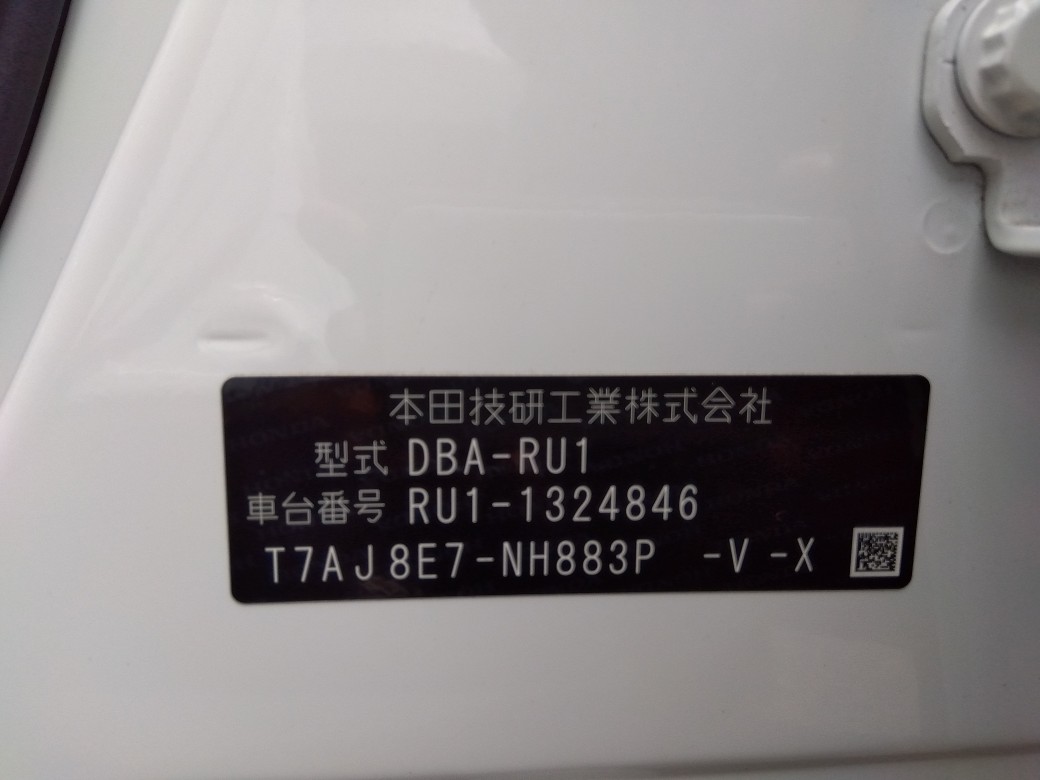 本田技研工業株式会社
型式 DBA-RU1
車台番号 RU1-1324846
T7AJ8E7-NH883P -V -X